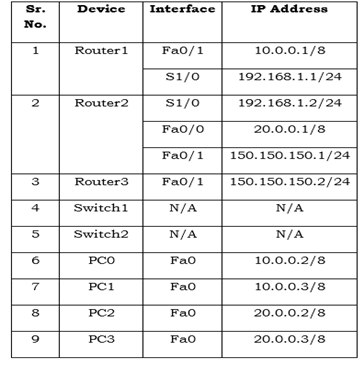 Sr. No. Device Interface IP Address
1 Router1 Fa0/1 10.0.0.1/8
S1/0 192.168.1.1/24
2 Router2 S1/0 192.168.1.2/24
Fa0/0 20.0.0.1/8
Fa0/1 150.150.150.1/24
3 Router3 Fa0/1 150.150.150.2/24
4 Switch1 N/A N/A
5 Switch2 N/A N/A
6 PC0 Fa0 10.0.0.2/8
7 PC1 Fa0 10.0.0.3/8
8 PC2 Fa0 20.0.0.2/8
9 PC3 Fa0 20.0.0.3/8